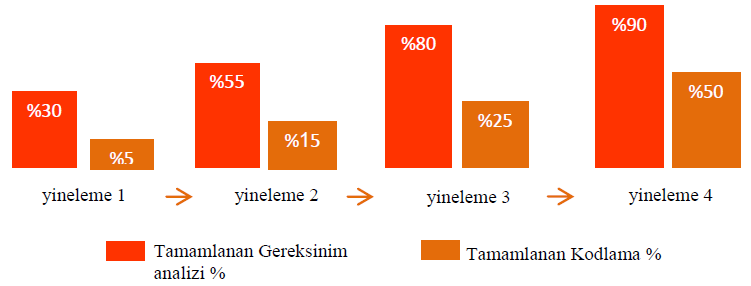 %30
%5
%55
%15
%80
%25
%90
%50
yineleme 1
yineleme 2
yineleme 3
yineleme 4
Tamamlanan Gereksinim
analizi %
Tamamlanan Kodlama %